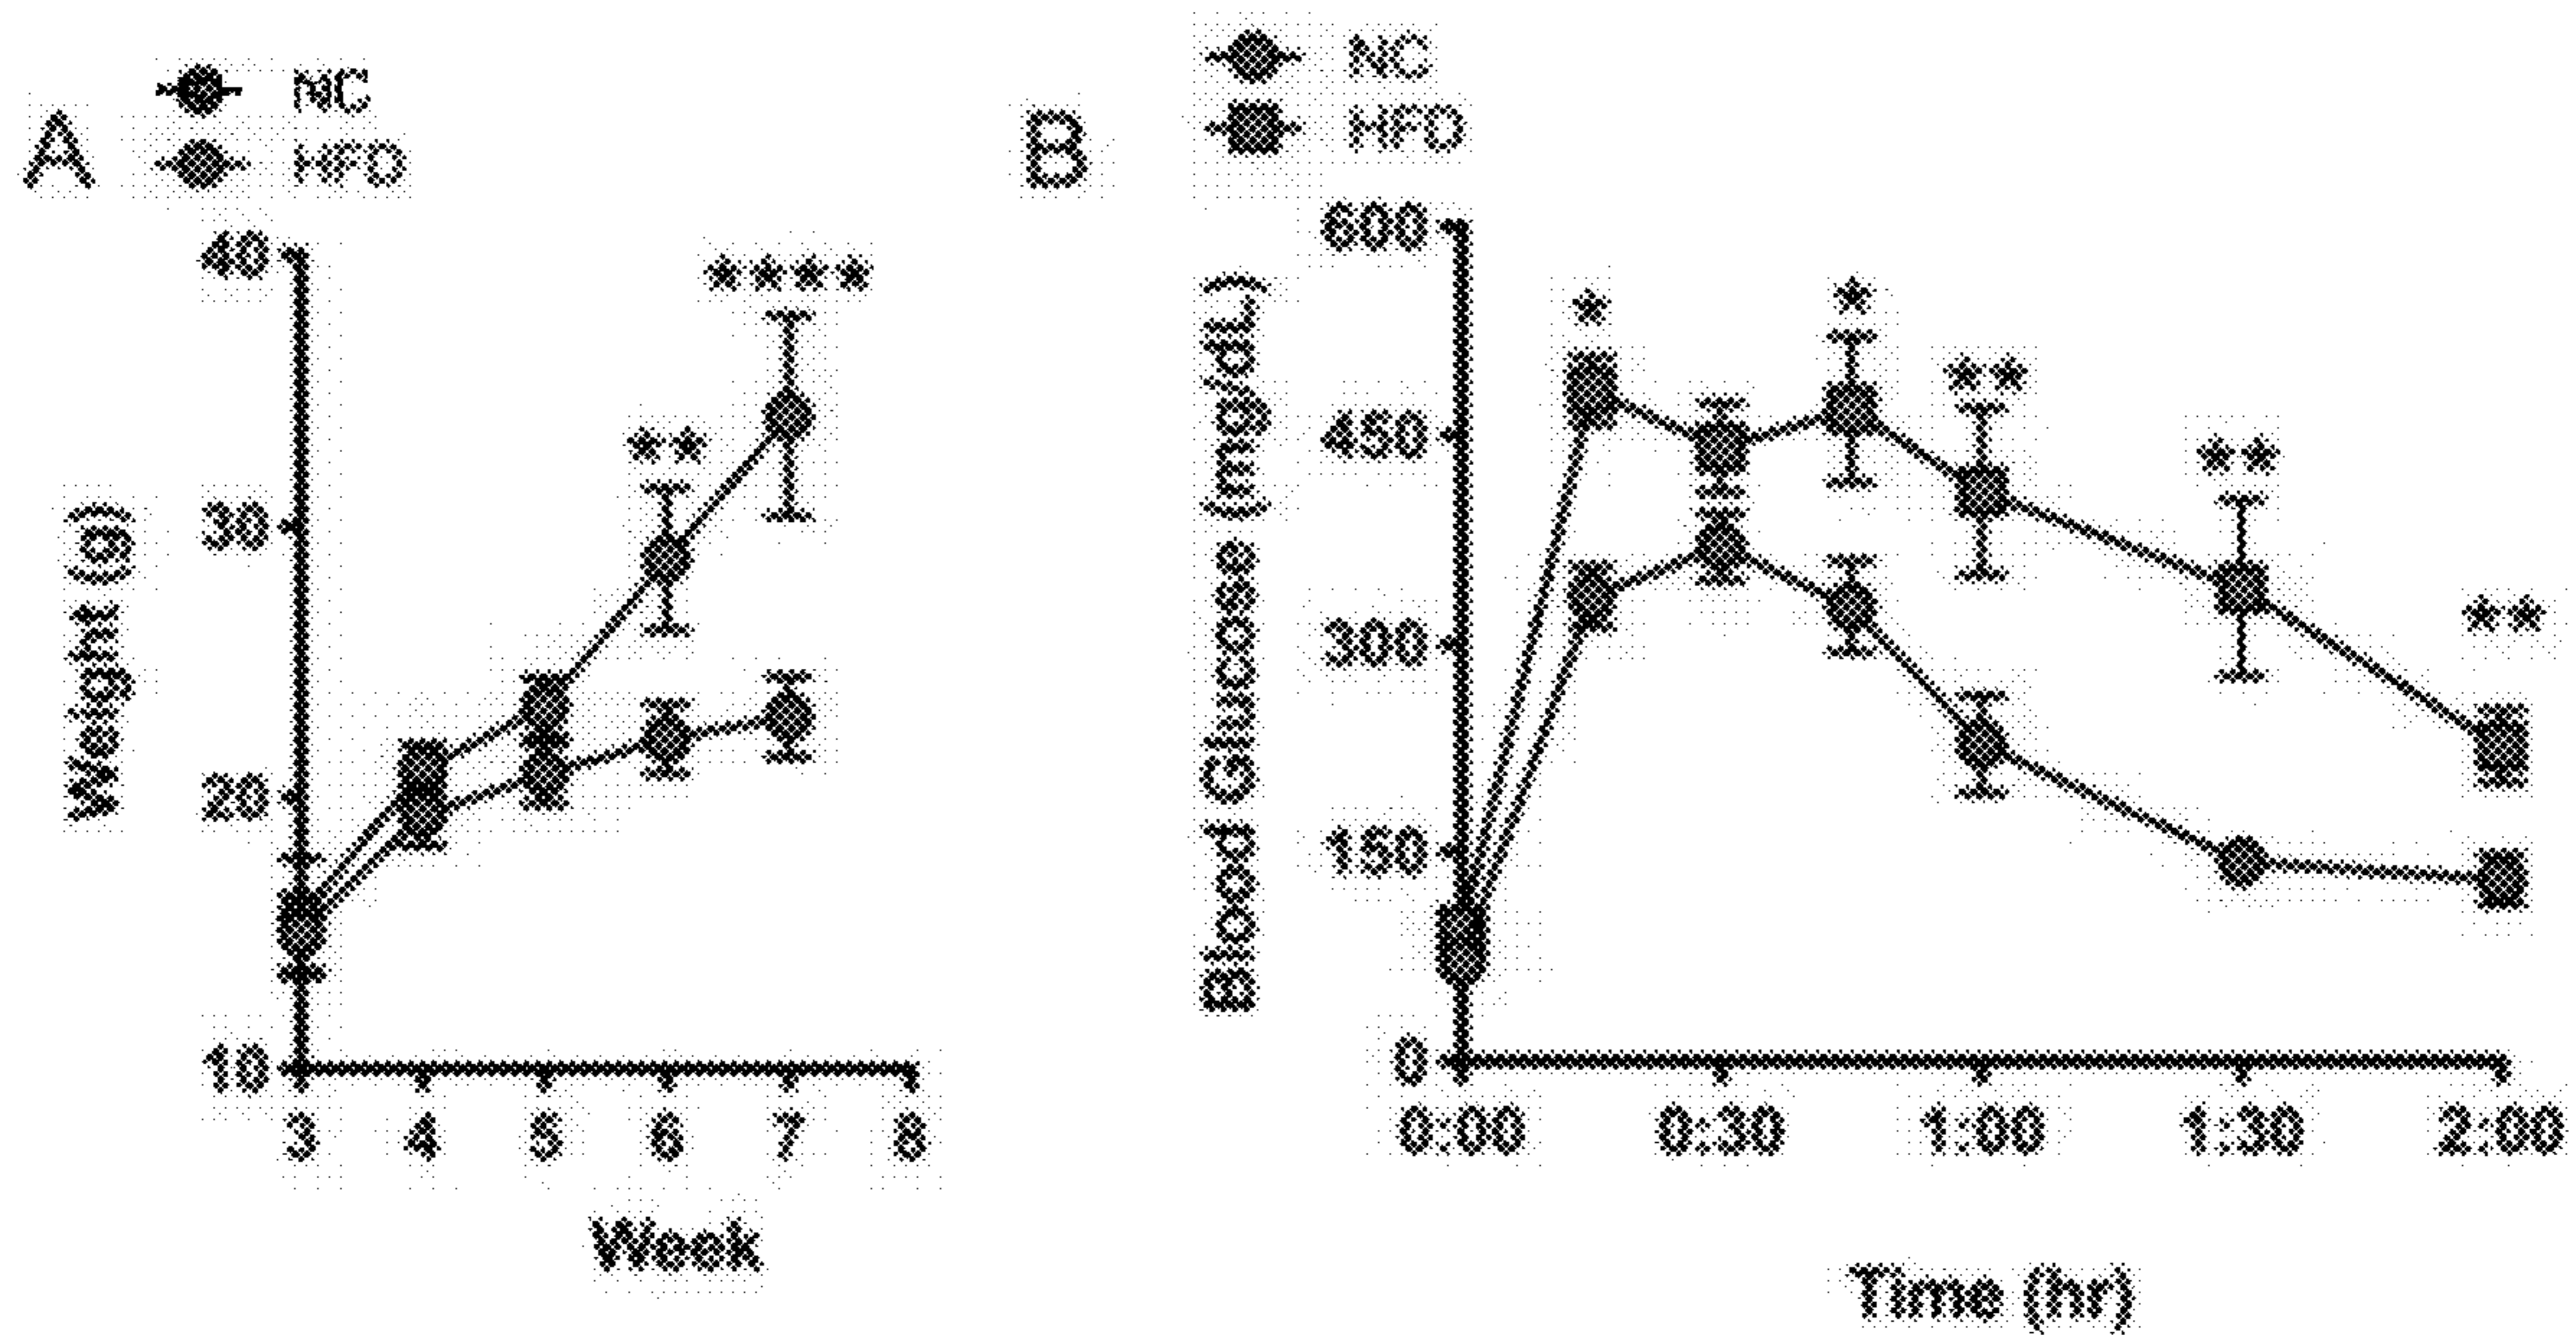 A
NC
HFD
Weight (g)
40
30
20
10
**
****
3 4 5 6 7 8
Week
B
NC
HFD
Blood Glucose (mg/dL)
600
450
300
150
0
*
*
**
**
**
0:00 0:30 1:00 1:30 2:00
Time (hr)